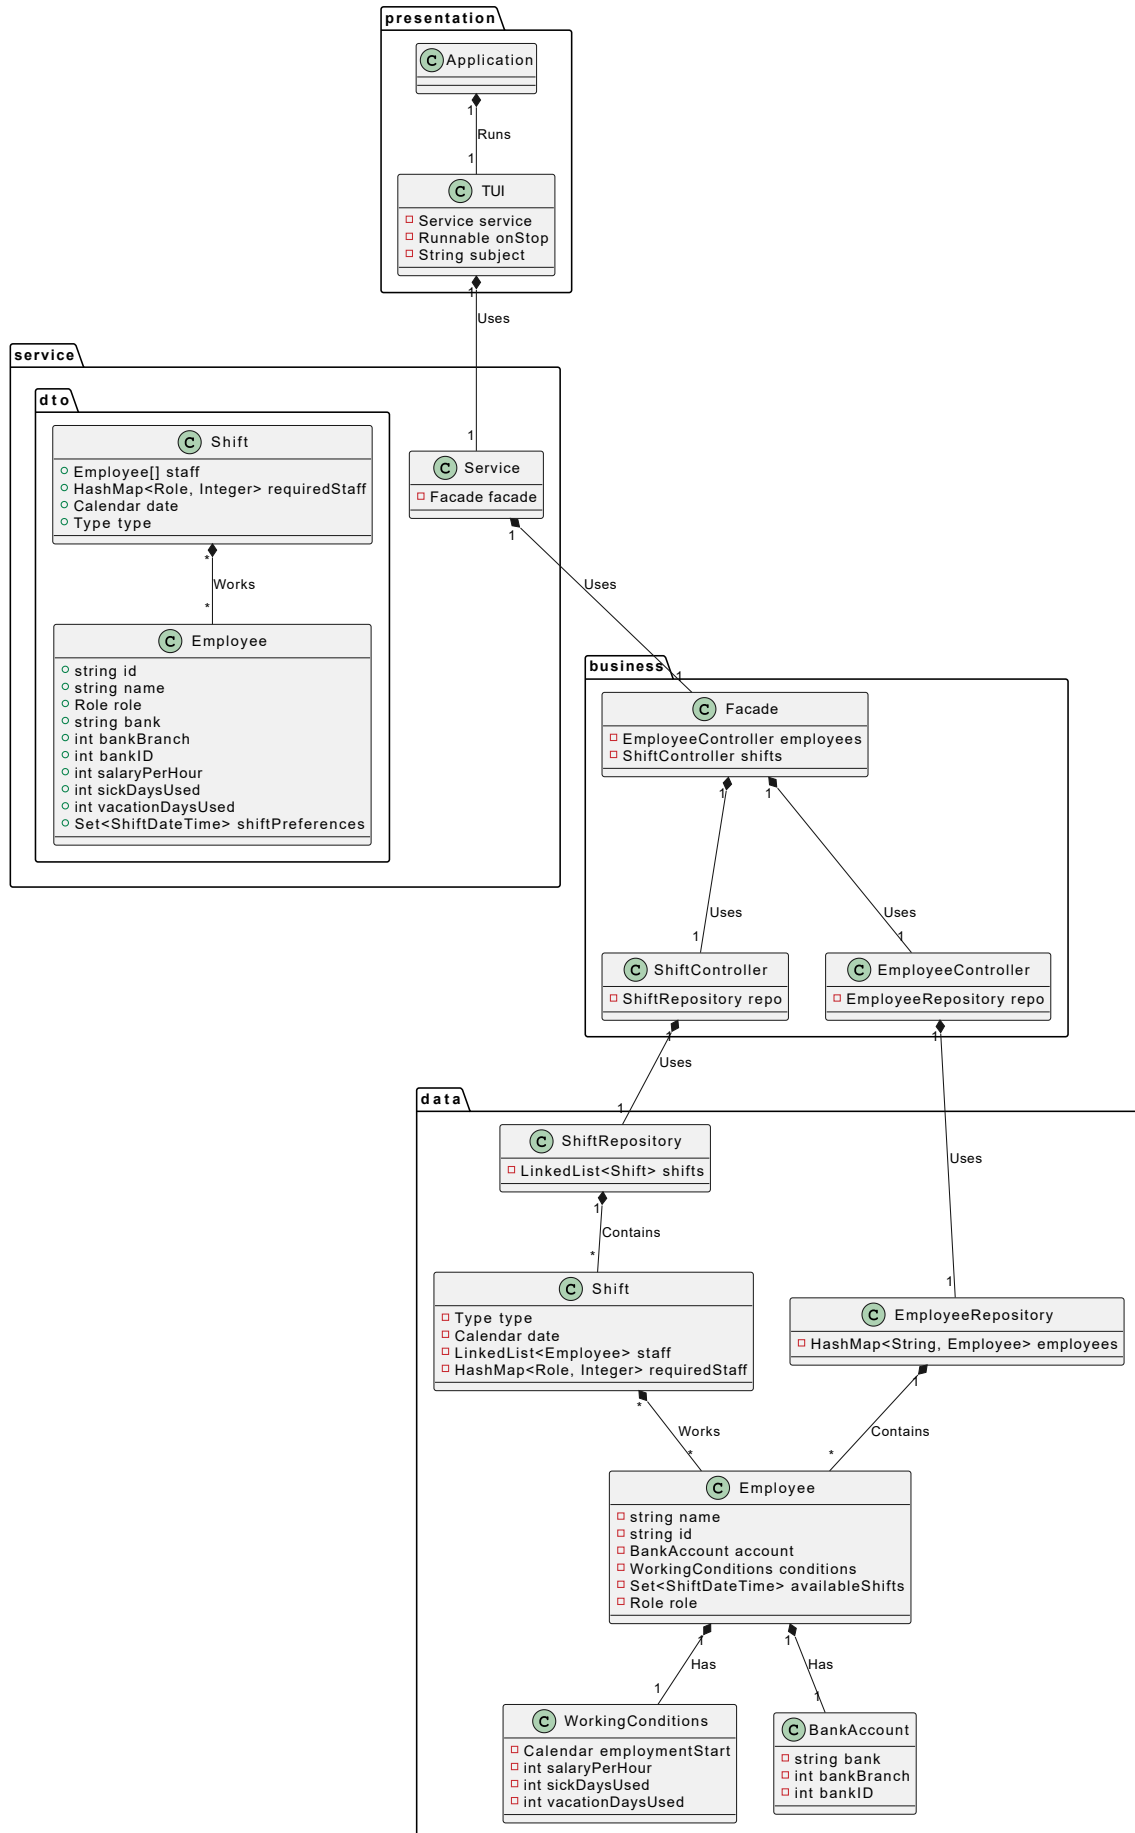 presentation
C Application
1
Runs
1
C TUI
Service service
Runnable onStop
String subject
1
Uses
service
dto
C Shift
Employee[] staff
HashMap<Role, Integer> requiredStaff
Calendar date
Type type
1
C Service
Facade facade
1
*
Works
*
Uses
C Employee
string id
string name
Role role
string bank
int bankBranch
int bankID
int salaryPerHour
int sickDaysUsed
int vacationDaysUsed
Set<ShiftDateTime> shiftPreferences
business
1
C Facade
EmployeeController employees
ShiftController shifts
1
1
Uses
Uses
1
1
C ShiftController
ShiftRepository repo
C EmployeeController
EmployeeRepository repo
1
1
Uses
data
1
C ShiftRepository
LinkedList<Shift> shifts
Uses
1
Contains
*
1
C Shift
Type type
Calendar date
LinkedList<Employee> staff
HashMap<Role, Integer> requiredStaff
C EmployeeRepository
HashMap<String, Employee> employees
1
*
Works
Contains
*
*
C Employee
string name
string id
BankAccount account
WorkingConditions conditions
Set<ShiftDateTime> availableShifts
Role role
1
1
Has
Has
1
1
C WorkingConditions
Calendar employmentStart
int salaryPerHour
int sickDaysUsed
int vacationDaysUsed
C BankAccount
string bank
int bankBranch
int bankID